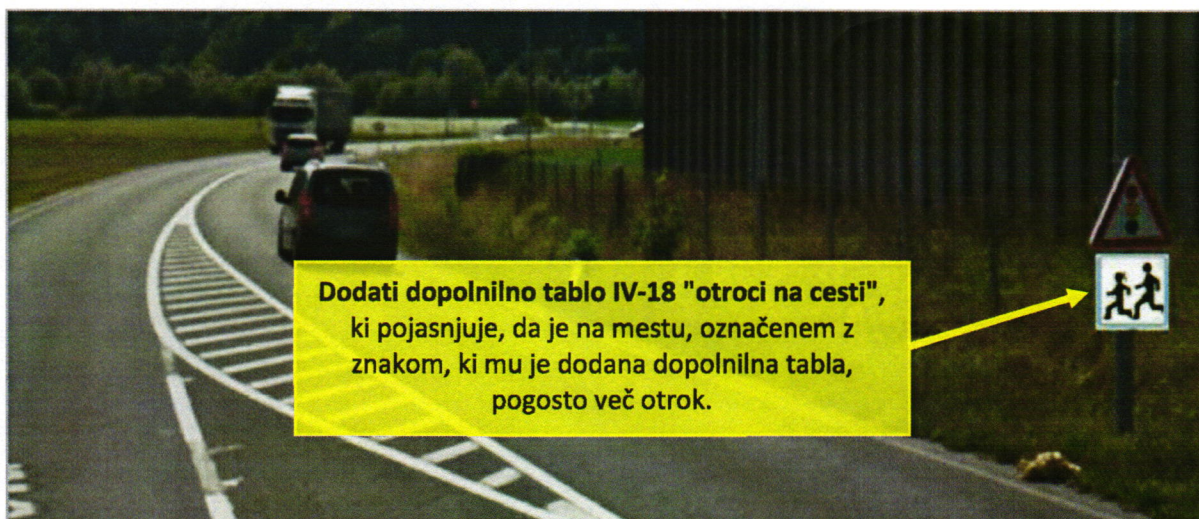 Dodati dopolnilno tablo IV-18 "otroci na cesti",
ki pojasnjuje, da je na mestu, označenem z
znakom, ki mu je dodana dopolnilna tabla,
pogosto več otrok.